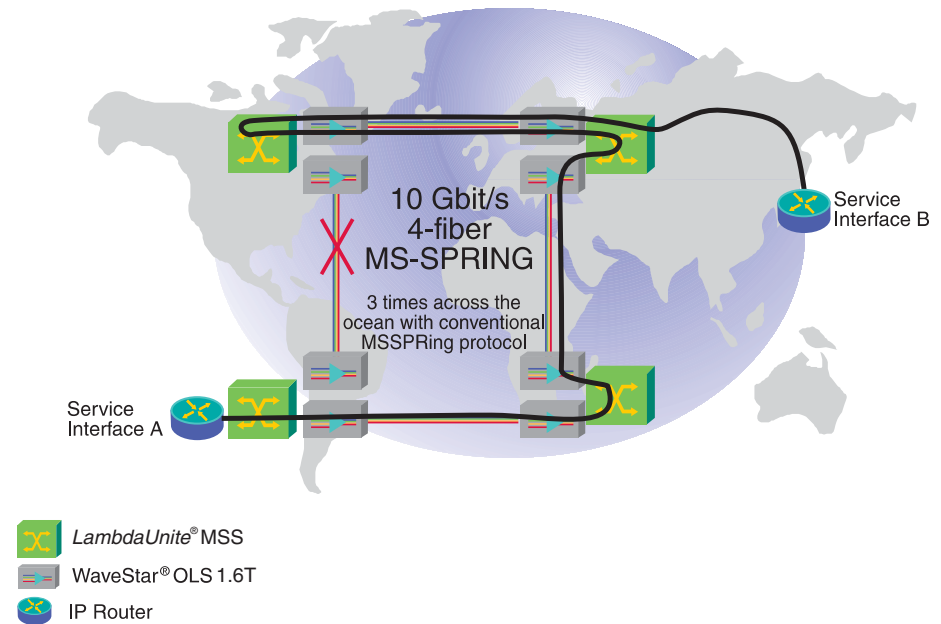 10 Gbit/s
4-fiber
MS-SPRING
3 times across the
ocean with conventional
MSSPRing protocol
Service
Interface B
Service
Interface A
LambdaUnite® MSS
WaveStar® OLS 1.6T
IP Router